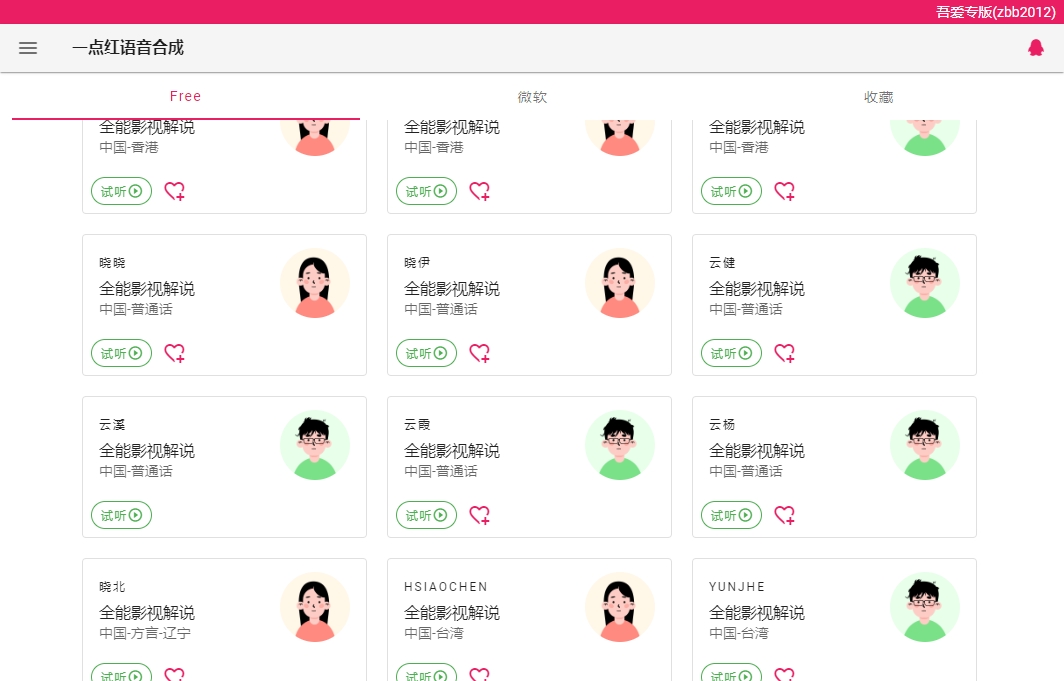 吾爱专版(zbb2012)
一点红语音合成
Free 微软 收藏
全能影视解说 全能影视解说 全能影视解说
中国-香港 中国-香港 中国-香港
试听 试听 试听
晓晓 晓伊 云健
全能影视解说 全能影视解说 全能影视解说
中国-普通话 中国-普通话 中国-普通话
试听 试听 试听
云溪 云霞 云杨
全能影视解说 全能影视解说 全能影视解说
中国-普通话 中国-普通话 中国-普通话
试听 试听 试听
晓北 HSIAOCHEN YUNJHE
全能影视解说 全能影视解说 全能影视解说
中国-方言-辽宁 中国-台湾 中国-台湾
试听 试听 试听